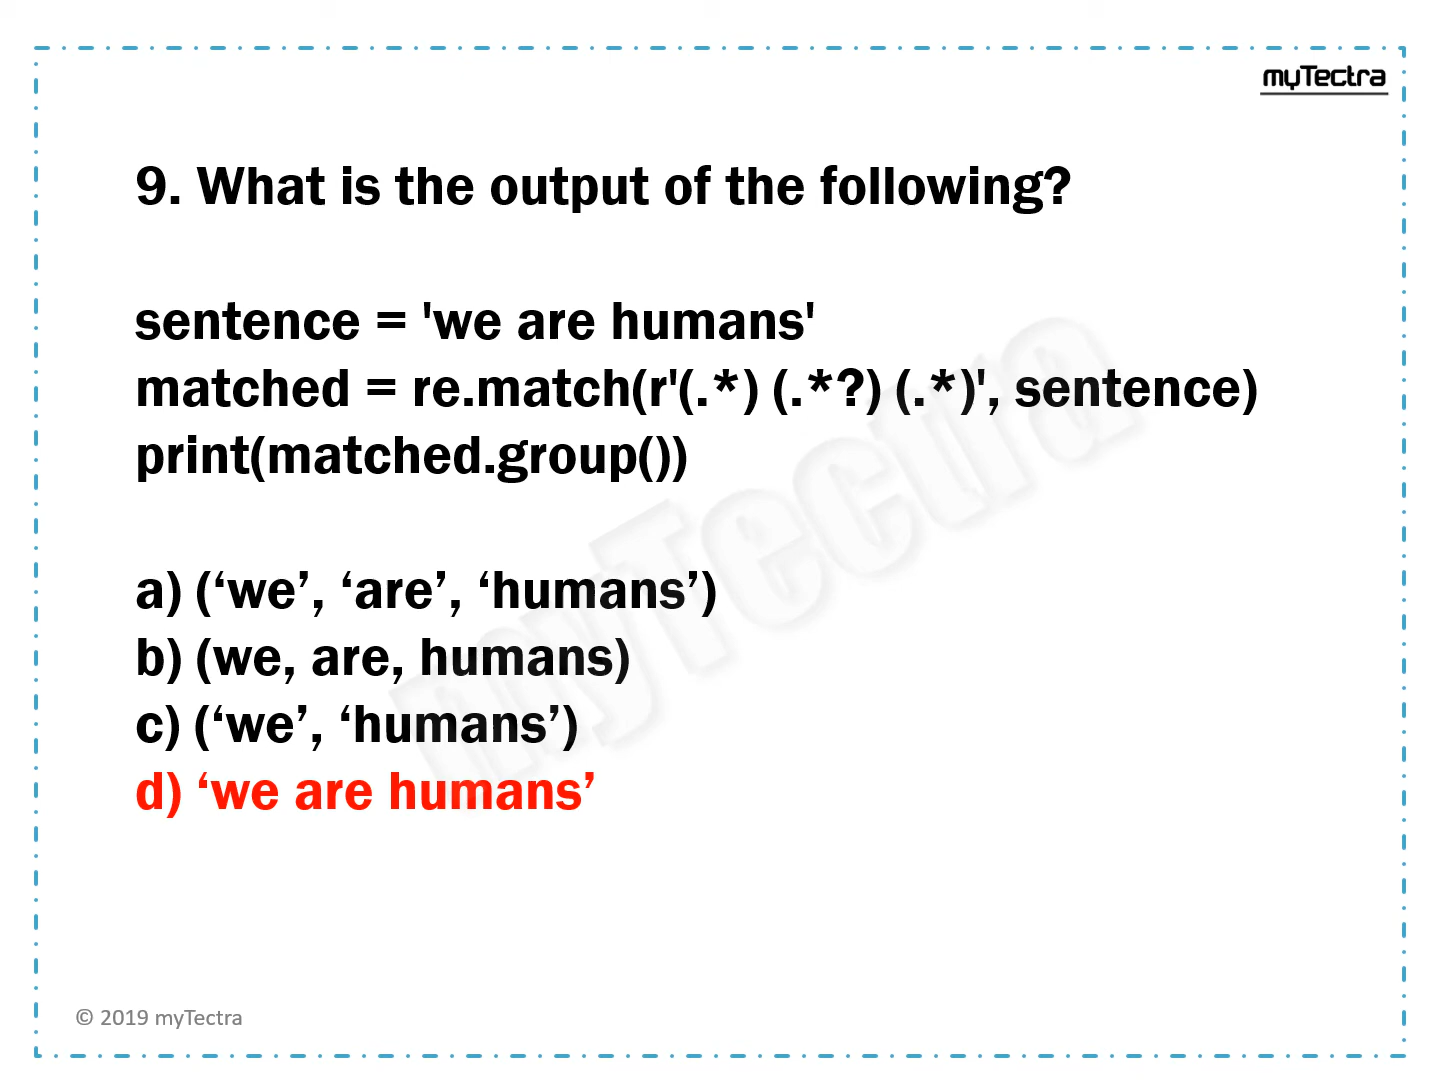 myTectra
9. What is the output of the following?
sentence = 'we are humans'
matched = re.match(r'(.*) (.*?) (.*)', sentence)
print(matched.group())
a) (‘we’, ‘are’, ‘humans’)
b) (we, are, humans)
c) (‘we’, ‘humans’)
d) ‘we are humans’
myTectra
© 2019 myTectra